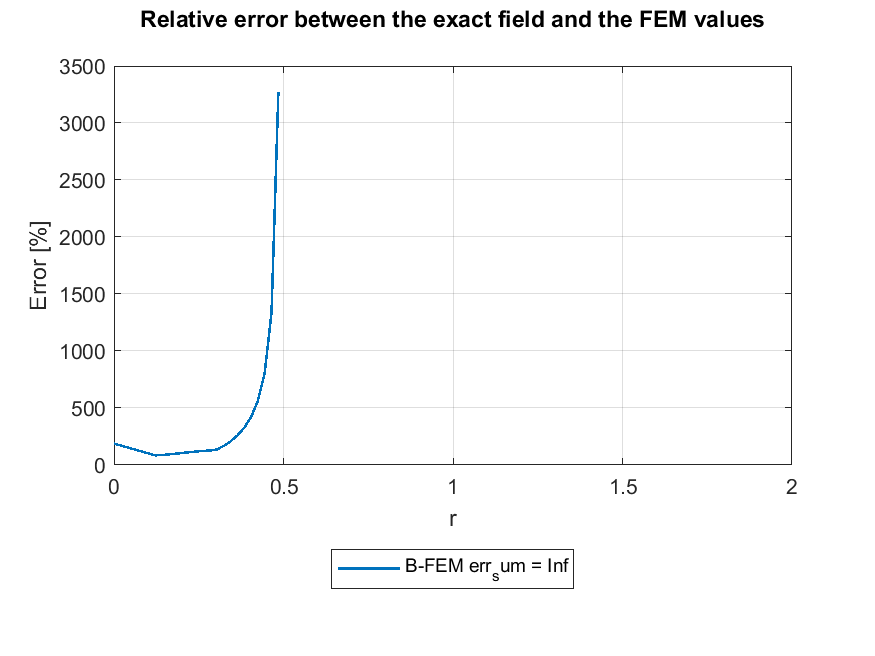 Relative error between the exact field and the FEM values
3500
3000
2500
2000
1500
1000
500
0
Error [%]
0 0.5 1 1.5 2
r
B-FEM err_sum = Inf